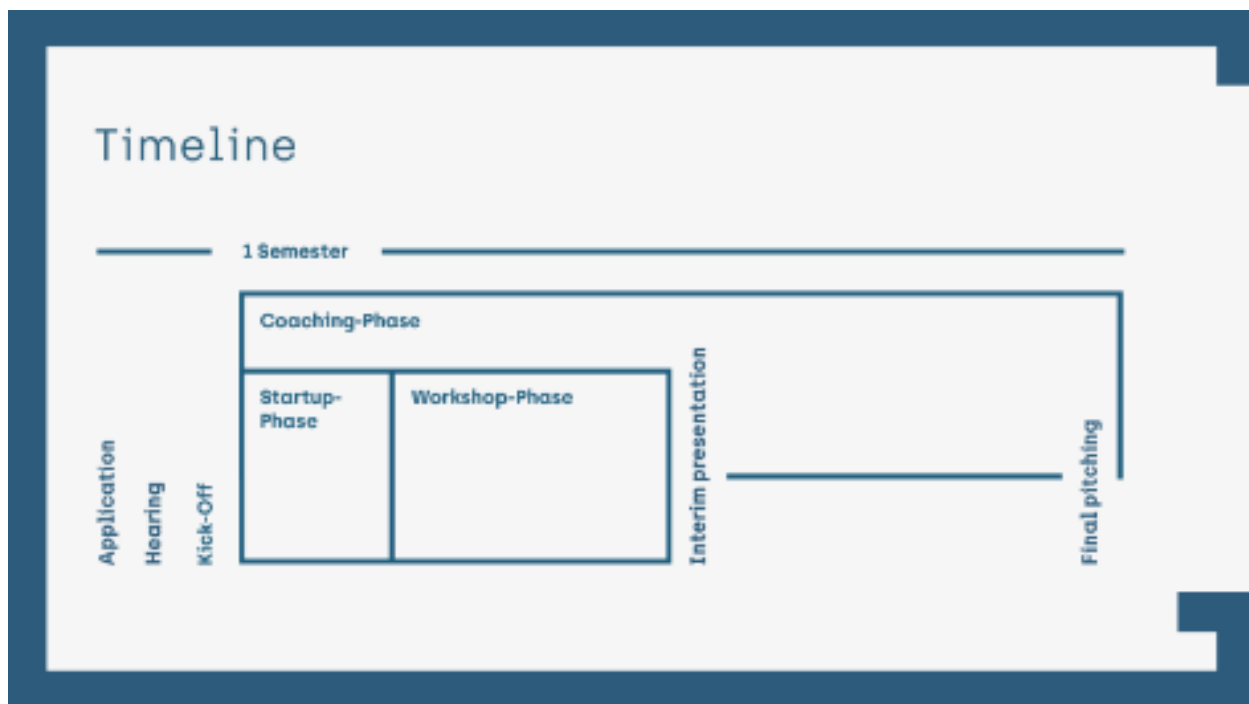 Timeline
1 Semester
Coaching-Phase
Startup-
Phase
Workshop-Phase
Application
Hearing
Kick-Off
Interim presentation
Final pitching